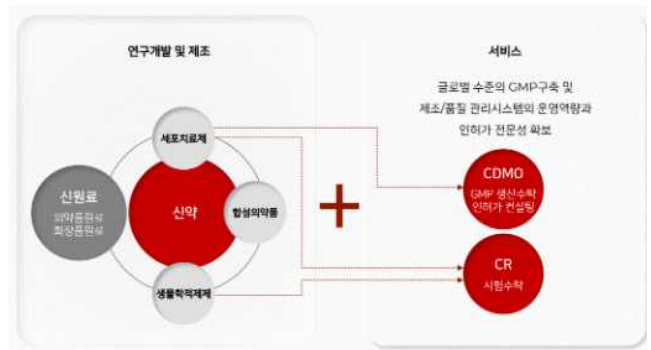 연구개발 및 제조
세포치료제
신원료
의약품원료
화장품원료
신약
합성의약품
생물학적제제
서비스
글로벌 수준의 GMP구축 및
제조/품질 관리시스템의 운영역량과
인허가 전문성 확보
CDMO
GMP 생산수탁
인허가 컨설팅
CR
시험수탁